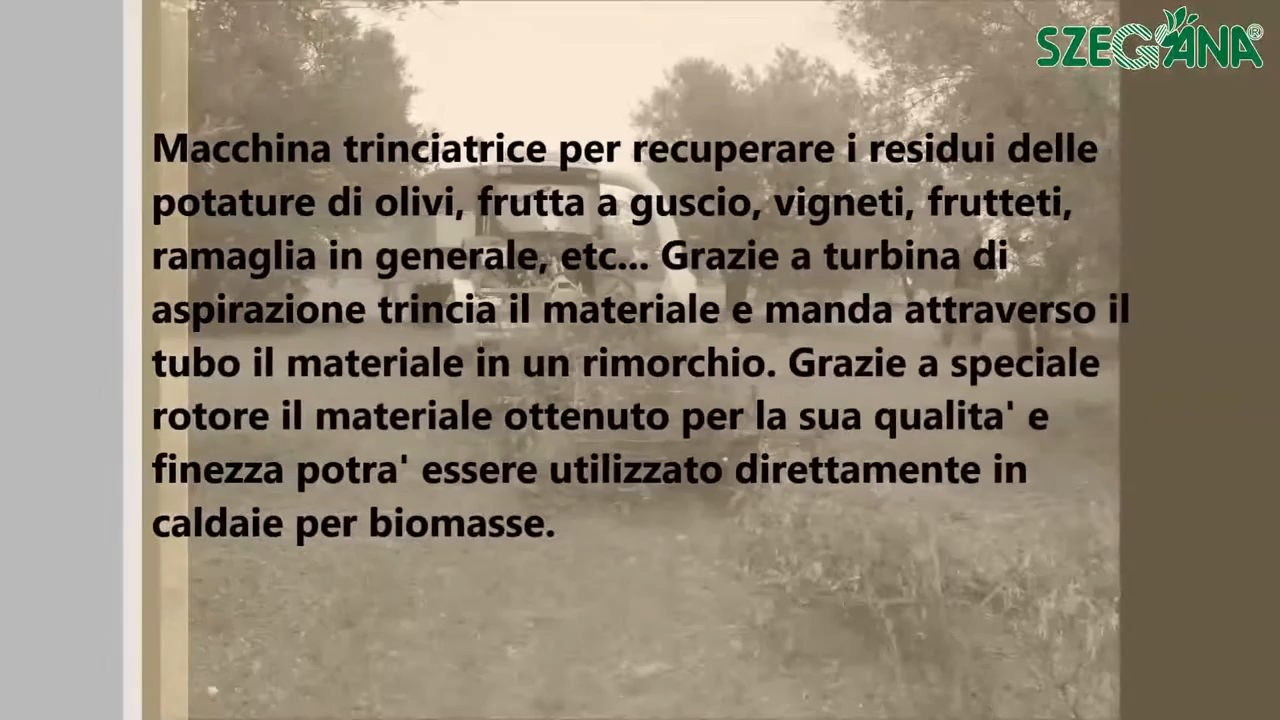 SZEGANA®
Macchina trinciatrice per recuperare i residui delle
potature di olivi, frutta a guscio, vigneti, frutteti,
ramaglia in generale, etc... Grazie a turbina di
aspirazione trincia il materiale e manda attraverso il
tubo il materiale in un rimorchio. Grazie a speciale
rotore il materiale ottenuto per la sua qualita' e
finezza potra' essere utilizzato direttamente in
caldaie per biomasse.